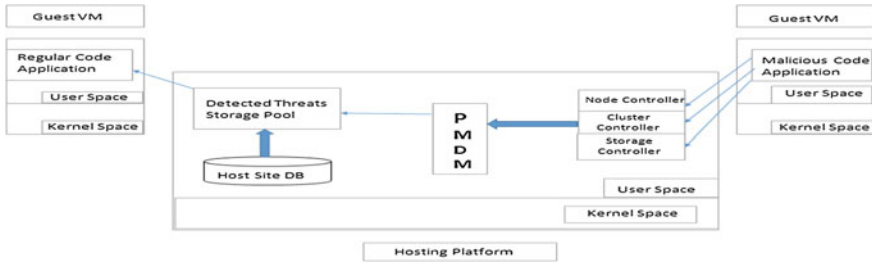 Guest VM
Regular Code
Application
User Space
Kernel Space
Detected Threats
Storage Pool
Host Site DB
P
M
D
M
Node Controller
Cluster
Controller
Storage
Controller
User Space
Kernel Space
Hosting Platform
Guest VM
Malicious Code
Application
User Space
Kernel Space